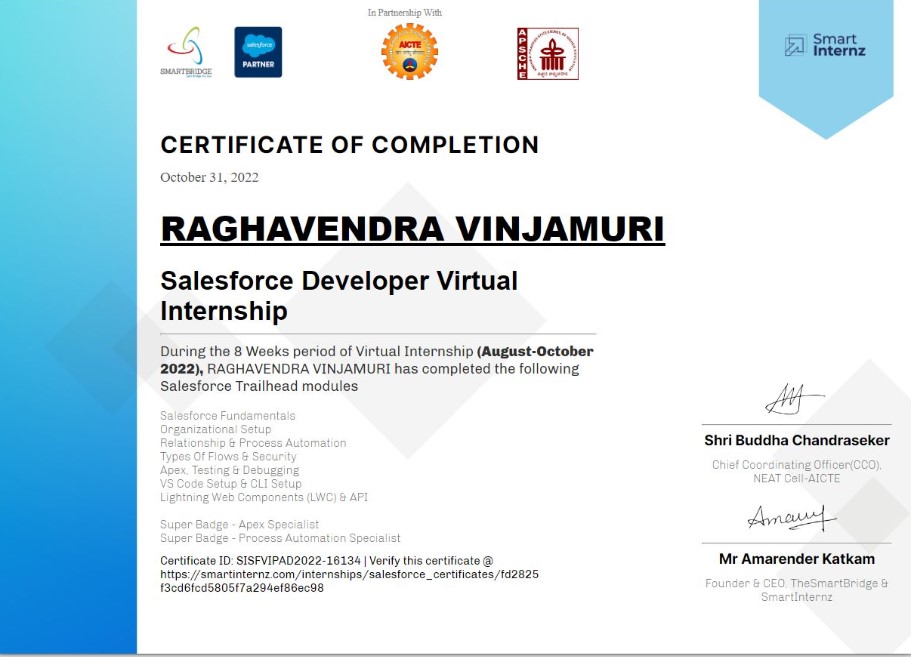 In Partnership With
SMARTBRIDGE
salesforce
PARTNER
AICTE
APSCHE
Smart
Internz
CERTIFICATE OF COMPLETION
October 31, 2022
RAGHAVENDRA VINJAMURI
Salesforce Developer Virtual
Internship
During the 8 Weeks period of Virtual Internship (August-October
2022), RAGHAVENDRA VINJAMURI has completed the following
Salesforce Trailhead modules
Salesforce Fundamentals
Organizational Setup
Relationship & Process Automation
Types Of Flows & Security
Apex, Testing & Debugging
VS Code Setup & CLI Setup
Lightning Web Components (LWC) & API
Super Badge - Apex Specialist
Super Badge - Process Automation Specialist
Certificate ID: SISFVIPAD2022-16134 | Verify this certificate @
https://smartinternz.com/internships/salesforce_certificates/fd2825
f3cd6fcd5805f7a294ef86ec98
Shri Buddha Chandraseker
Chief Coordinating Officer(CCO),
NEAT Cell-AICTE
Mr Amarender Katkam
Founder & CEO, TheSmartBridge &
SmartInternz